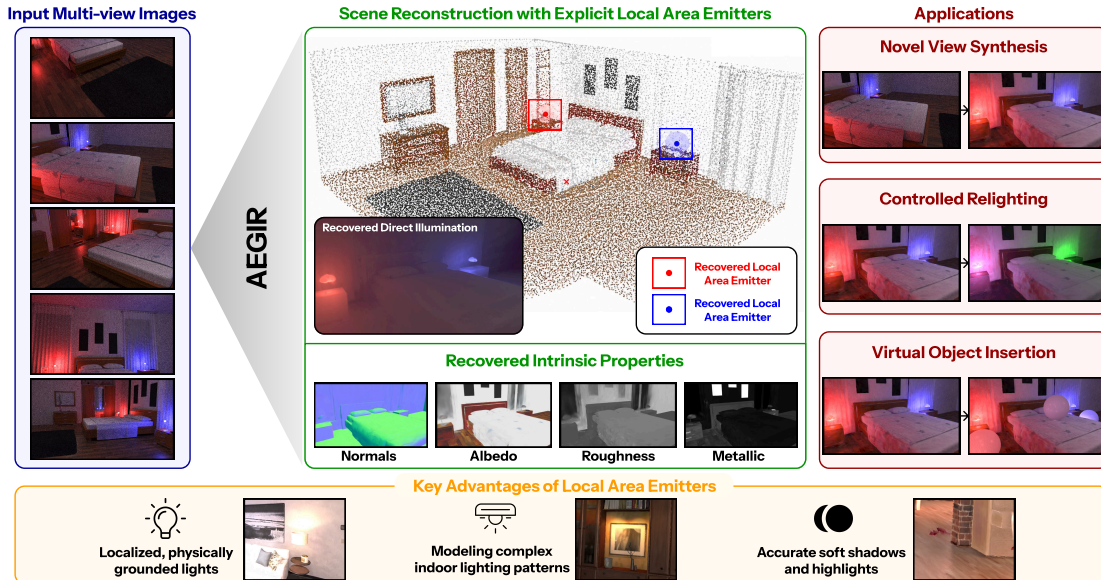 Input Multi-view Images
Scene Reconstruction with Explicit Local Area Emitters
Applications
AEGIR
Recovered Direct Illumination
Recovered Local
Area Emitter
Recovered Local
Area Emitter
Recovered Intrinsic Properties
Normals
Albedo
Roughness
Metallic
Novel View Synthesis
Controlled Relighting
Virtual Object Insertion
Key Advantages of Local Area Emitters
Localized, physically
grounded lights
Modeling complex
indoor lighting patterns
Accurate soft shadows
and highlights